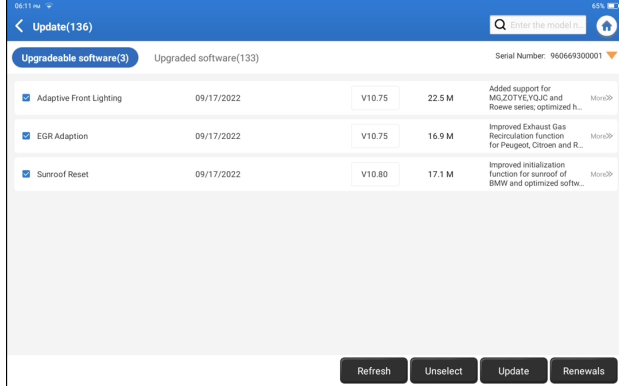 06:11 PM 65%
Update(136) Enter the model n...
Upgradeable software(3) Upgraded software(133) Serial Number: 960669300001
Adaptive Front Lighting 09/17/2022 V10.75 22.5 M Added support for
MG,ZOTYE,YQJC and
Roewe series; optimized h... More
EGR Adaption 09/17/2022 V10.75 16.9 M Improved Exhaust Gas
Recirculation function
for Peugeot, Citroen and R... More
Sunroof Reset 09/17/2022 V10.80 17.1 M Improved initialization
function for sunroof of
BMW and optimized softw... More
Refresh Unselect Update Renewals